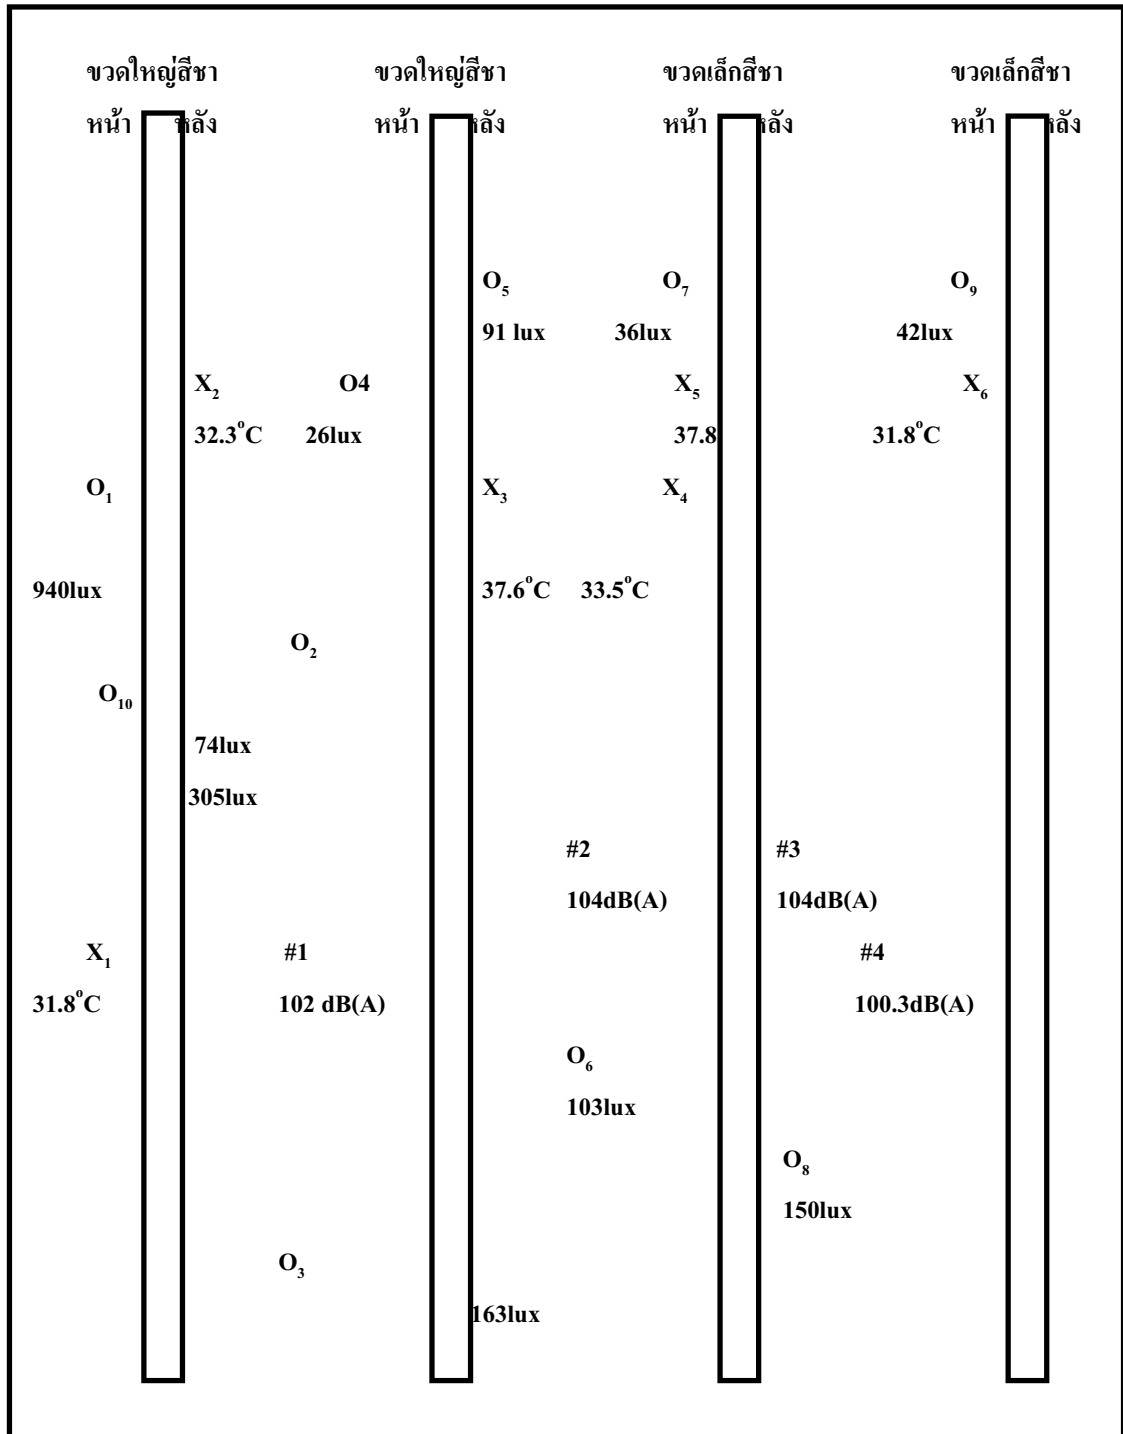 ขวดใหญ่สีชา ขวดใหญ่สีชา ขวดเล็กสีชา ขวดเล็กสีชา
หน้า หลัง หน้า หลัง หน้า หลัง หน้า หลัง
O5 O7 O9
91 lux 36lux 42lux
X2 O4 X5 X6
32.3°C 26lux 37.8 31.8°C
O1 X3 X4
940lux 37.6°C 33.5°C
O2
O10
74lux
305lux
#2 #3
104dB(A) 104dB(A)
X1 #1 #4
31.8°C 102 dB(A) 100.3dB(A)
O6
103lux
O8
150lux
O3
163lux